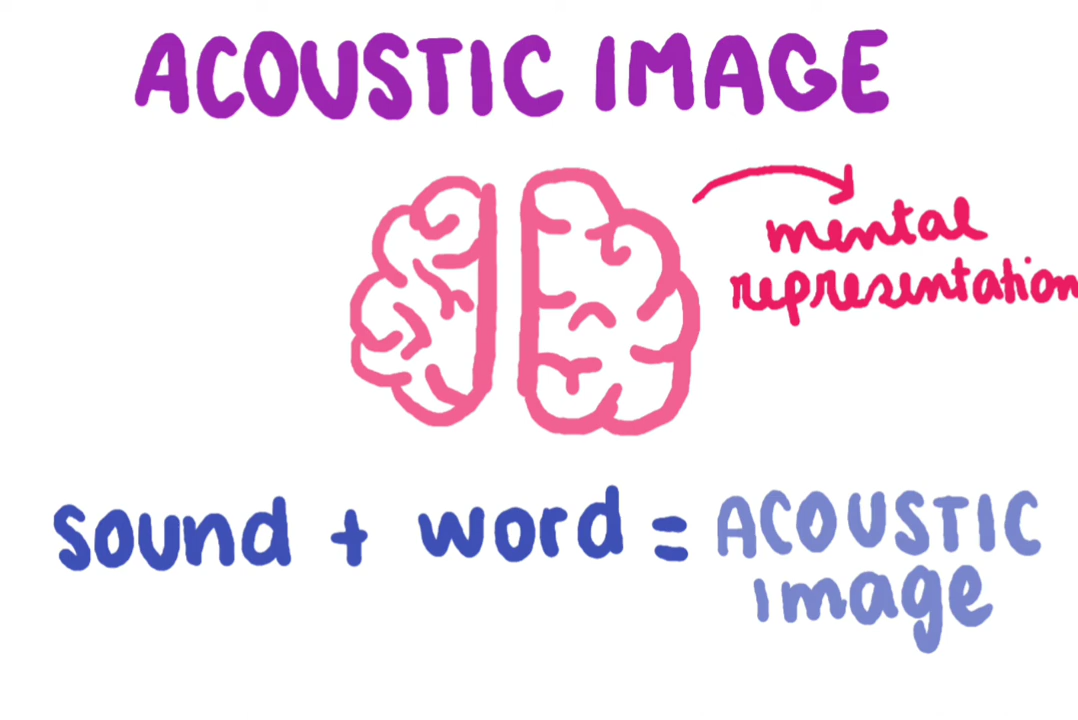 ACOUSTIC IMAGE
mental
representation
sound + word = ACOUSTIC
image